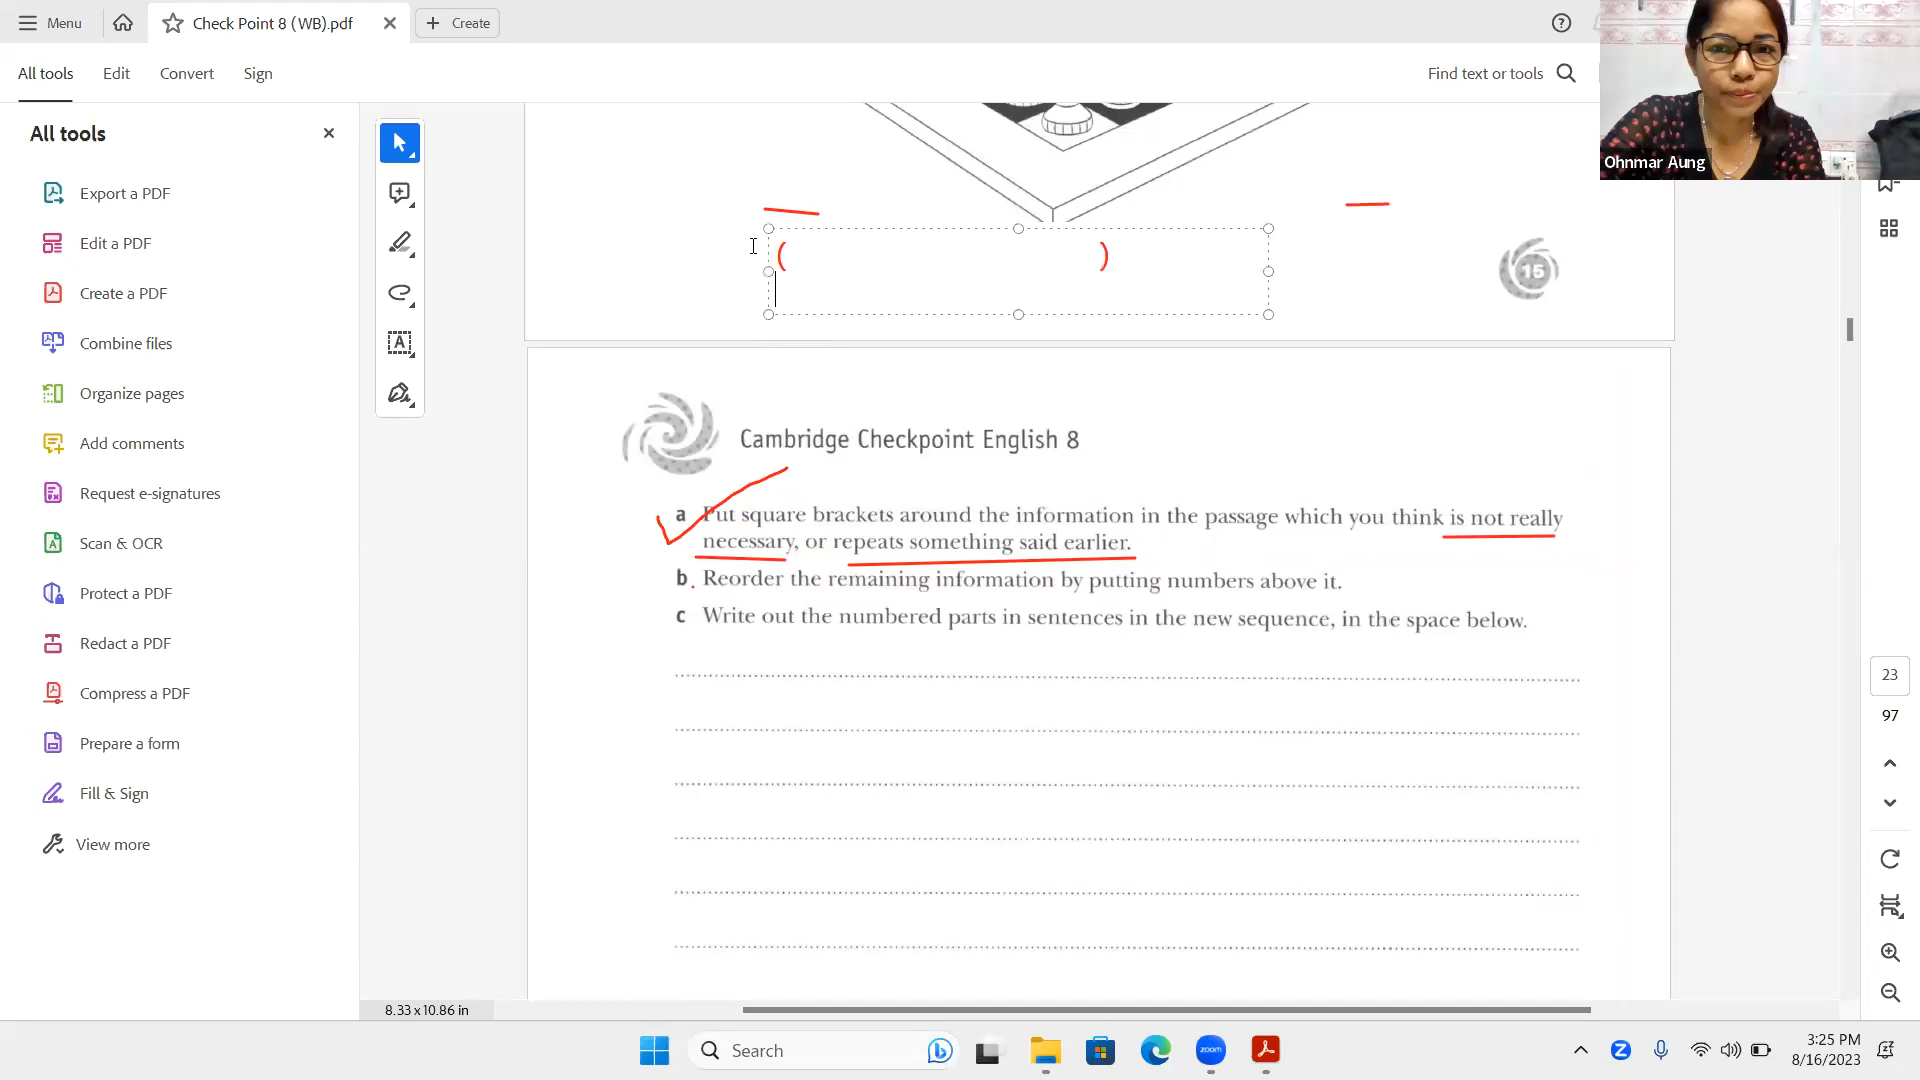 Menu
Check Point 8 (WB).pdf
Create
All tools
Edit
Convert
Sign
Find text or tools
Ohnmar Aung
All tools
Export a PDF
Edit a PDF
Create a PDF
Combine files
Organize pages
Add comments
Request e-signatures
Scan & OCR
Protect a PDF
Redact a PDF
Compress a PDF
Prepare a form
Fill & Sign
View more
( )
15
Cambridge Checkpoint English 8
a Put square brackets around the information in the passage which you think is not really
necessary, or repeats something said earlier.
b. Reorder the remaining information by putting numbers above it.
c Write out the numbered parts in sentences in the new sequence, in the space below.
23
97
8.33 x 10.86 in
Search
zoom
3:25 PM
8/16/2023